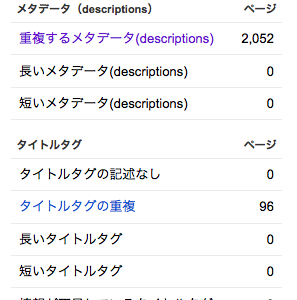 メタデータ（descriptions） ページ
重複するメタデータ(descriptions) 2,052
長いメタデータ(descriptions) 0
短いメタデータ(descriptions) 0
タイトルタグ ページ
タイトルタグの記述なし 0
タイトルタグの重複 96
長いタイトルタグ 0
短いタイトルタグ 0